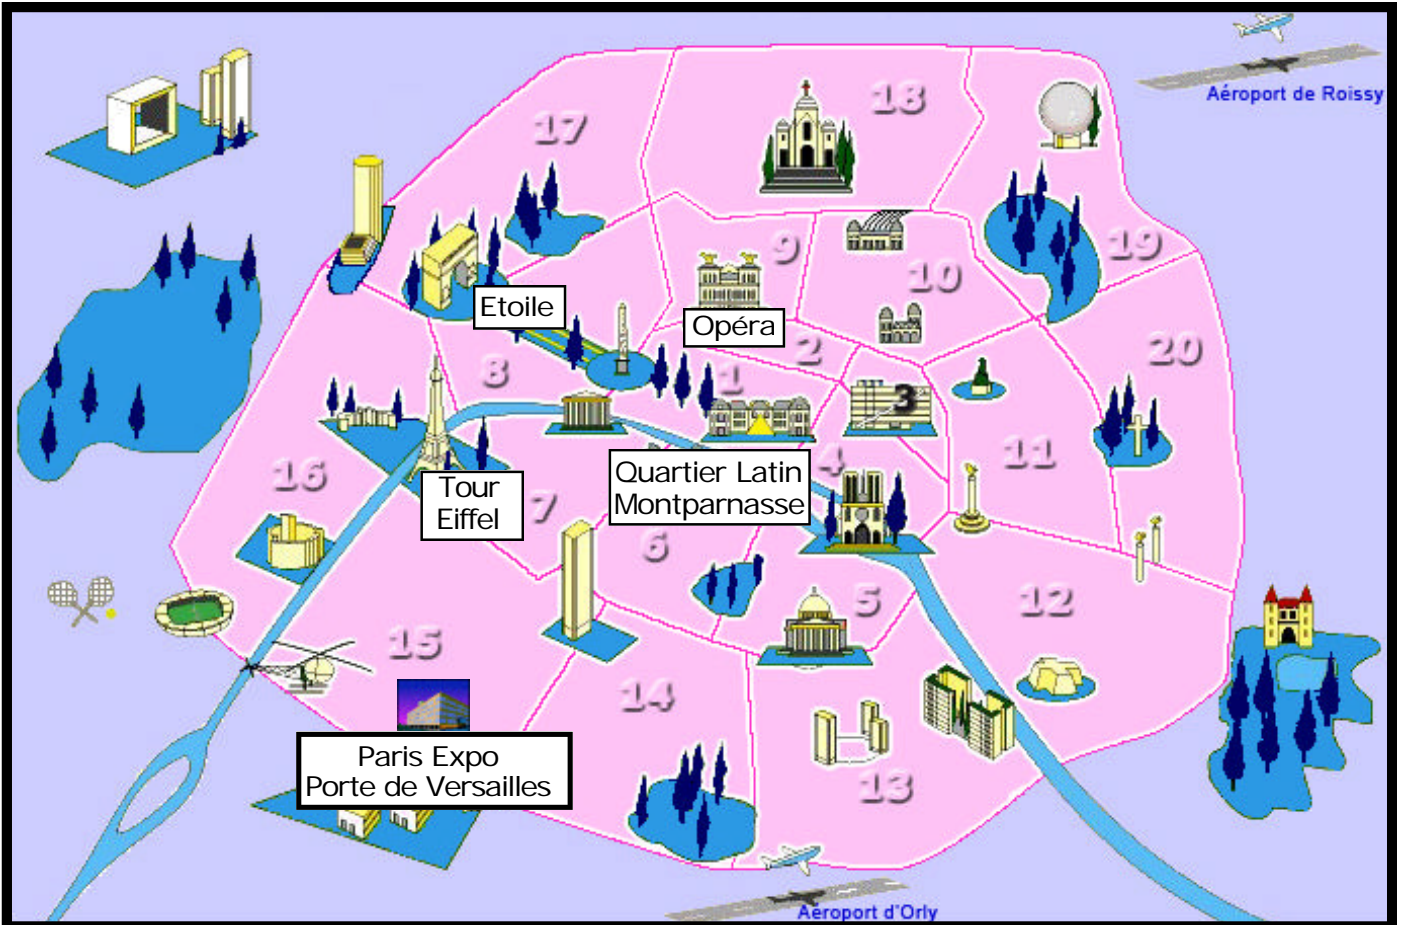 Aéroport de Roissy
18
17
9
19
10
Etoile
Opéra
2
20
8
1
3
Quartier Latin
Montparnasse
4
11
16
Tour
Eiffel
7
6
5
12
15
14
Paris Expo
Porte de Versailles
13
Aéroport d'Orly